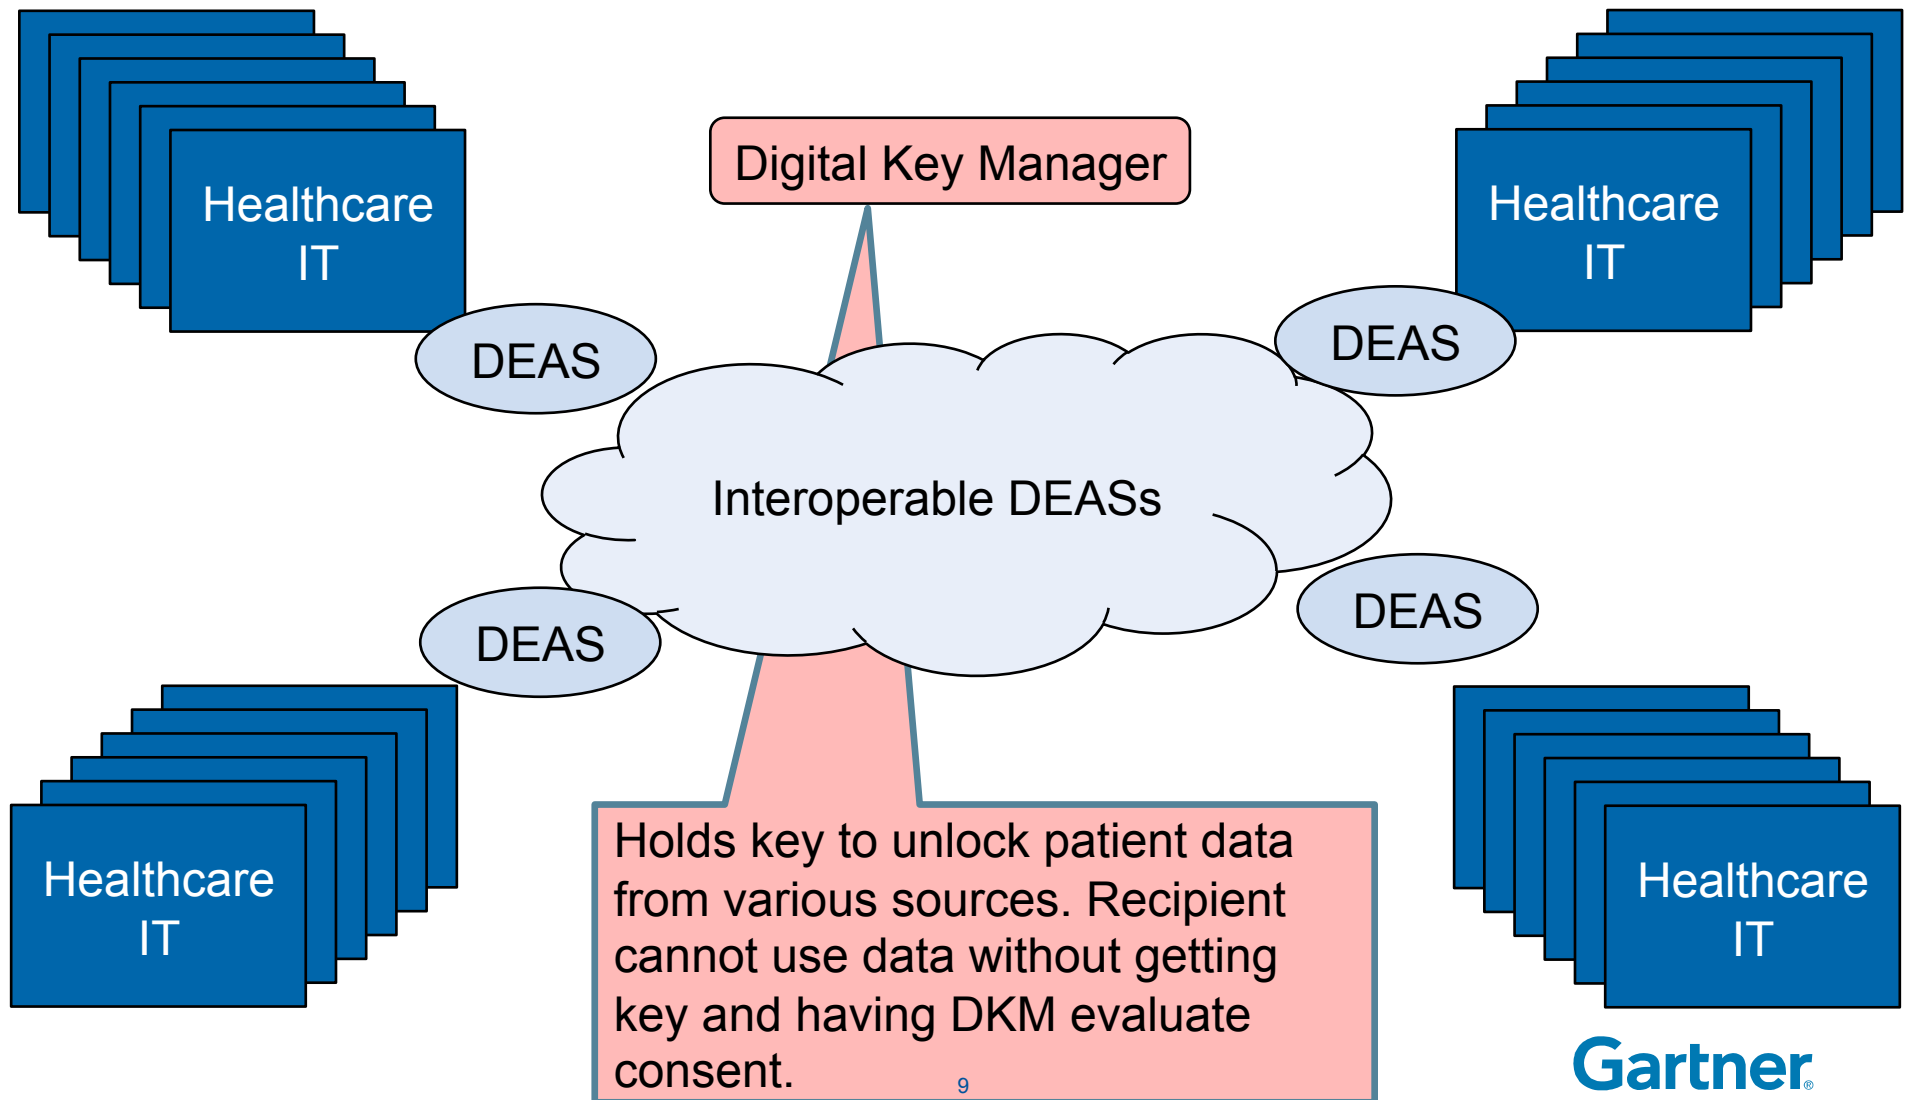 Healthcare
IT
Digital Key Manager
Healthcare
IT
DEAS
DEAS
Interoperable DEASs
DEAS
DEAS
Healthcare
IT
Holds key to unlock patient data
from various sources. Recipient
cannot use data without getting
key and having DKM evaluate
consent.
Healthcare
IT
9
Gartner®